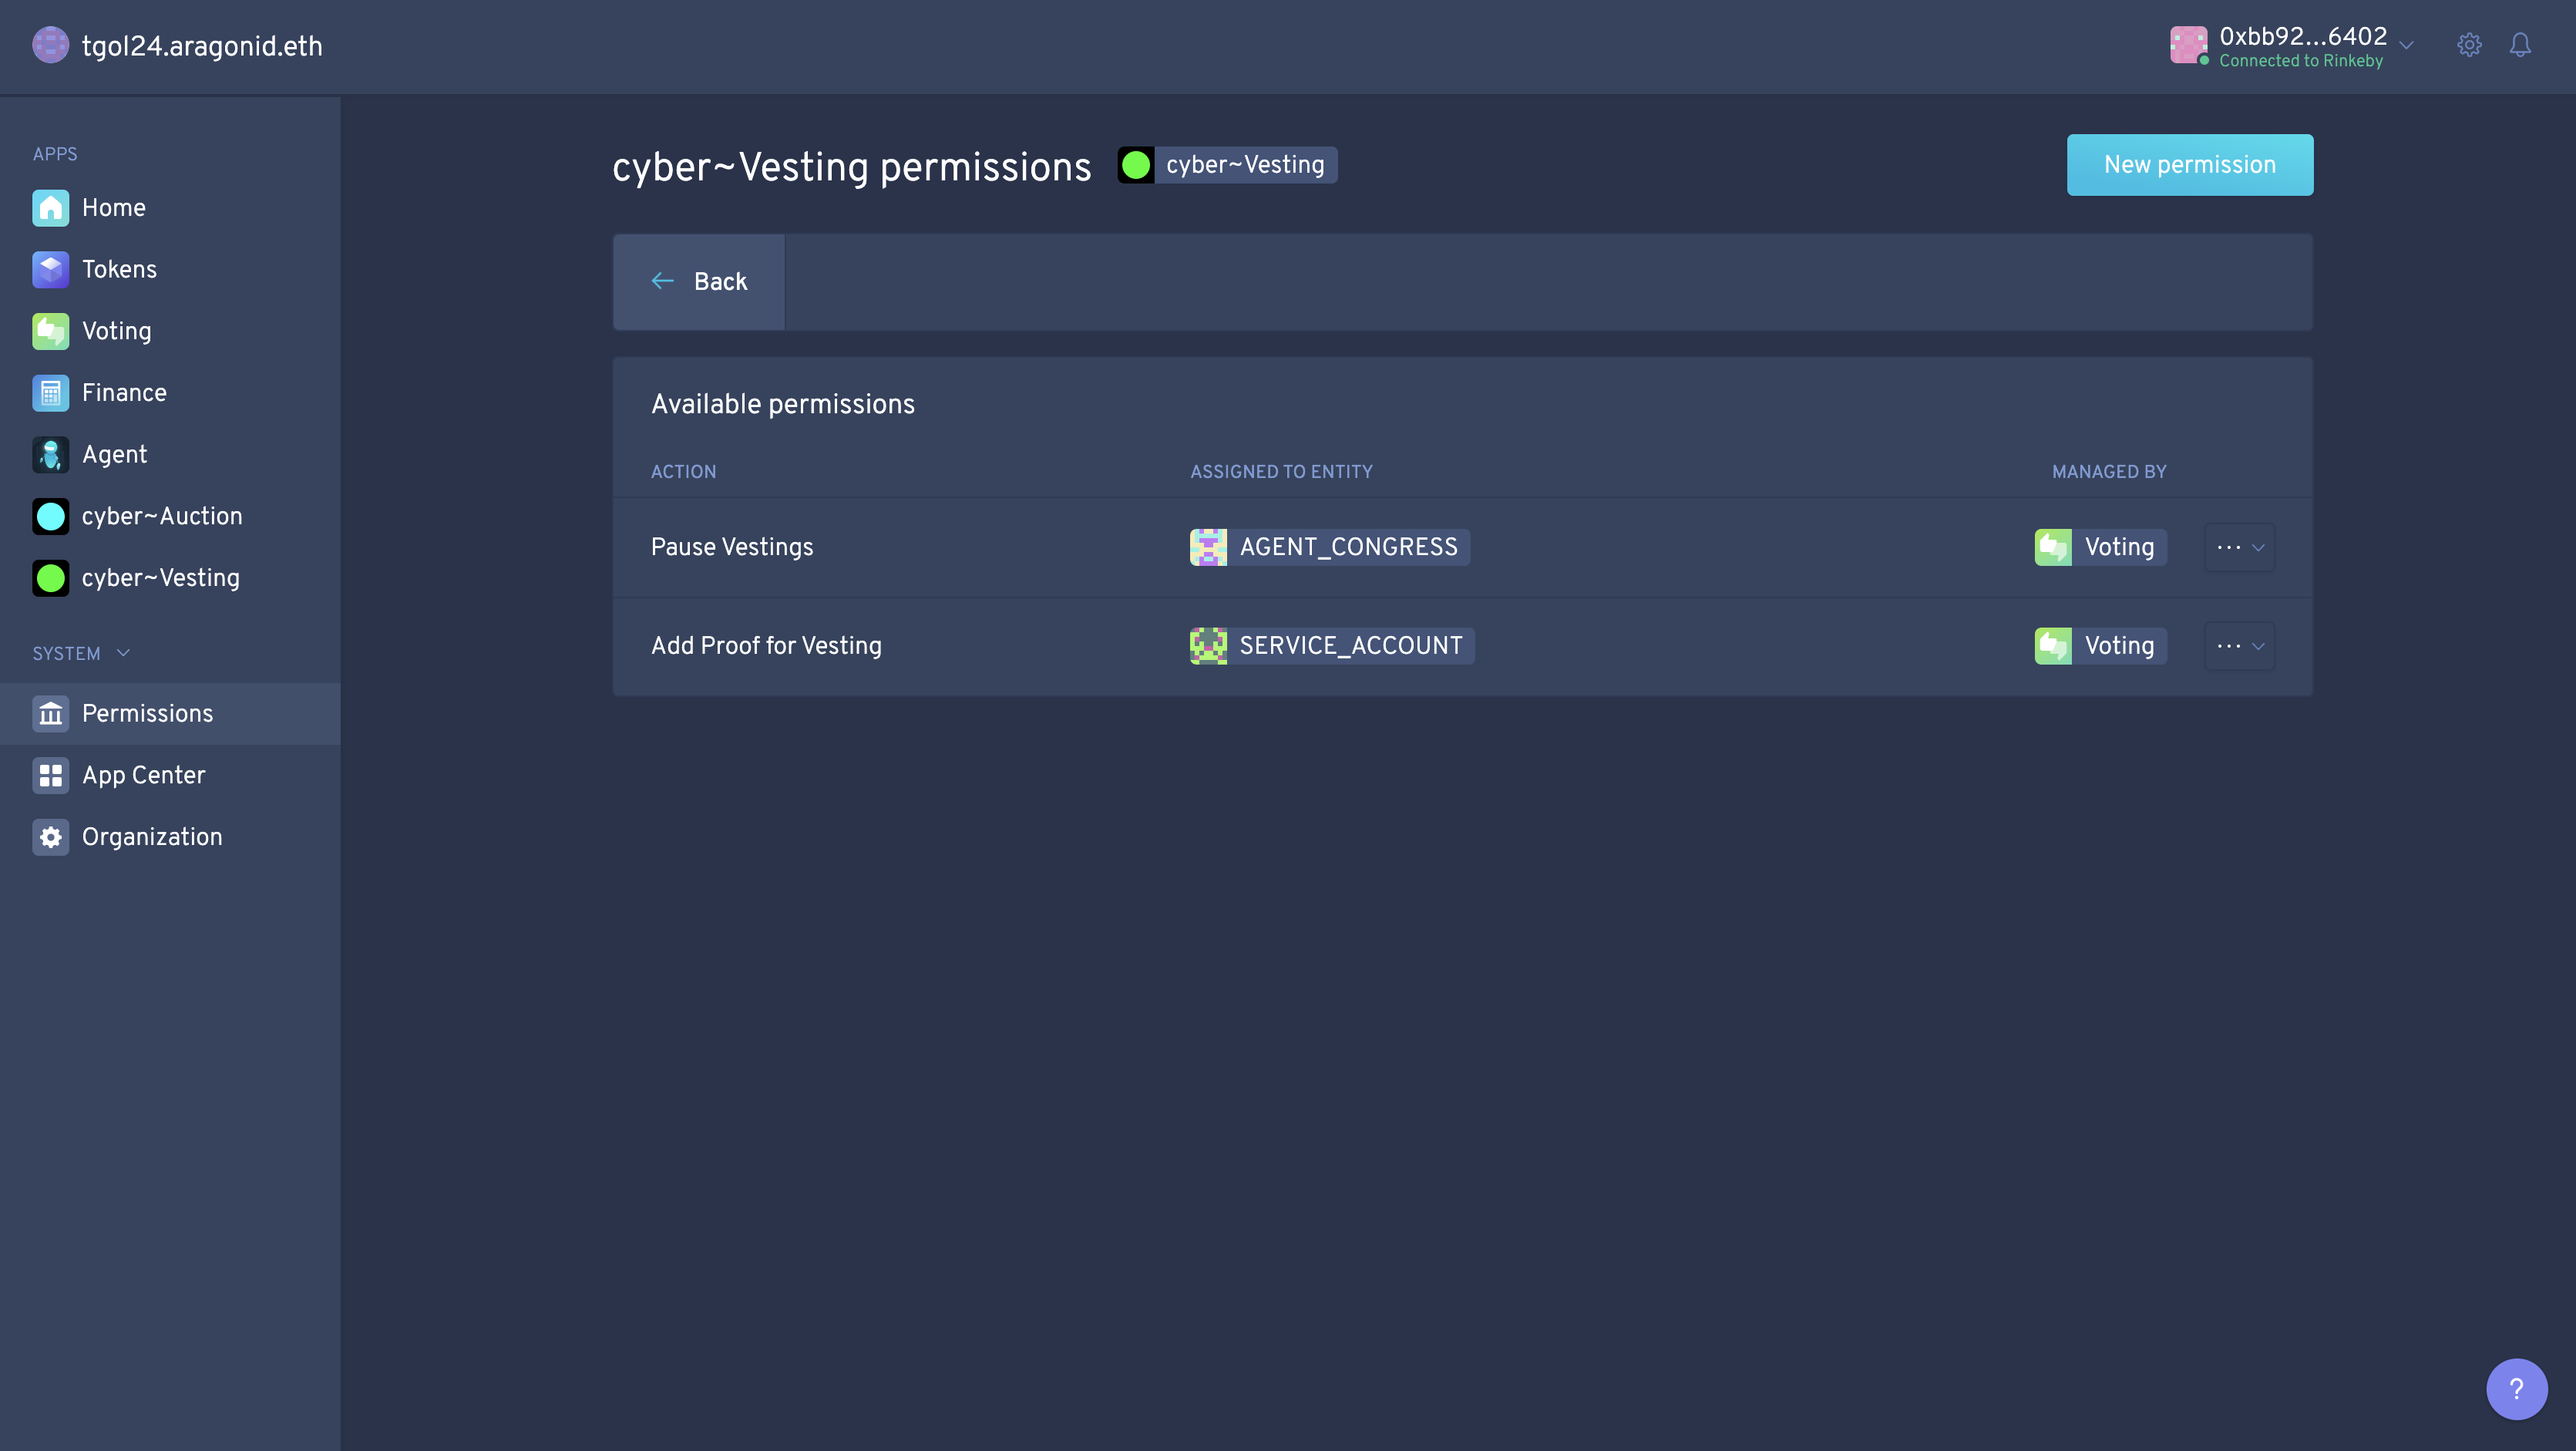 tgol24.aragonid.eth
0xbb92...6402
Connected to Rinkeby
APPS
Home
Tokens
Voting
Finance
Agent
cyber~Auction
cyber~Vesting
SYSTEM
Permissions
App Center
Organization
cyber~Vesting permissions
cyber~Vesting
New permission
Back
Available permissions
ACTION ASSIGNED TO ENTITY MANAGED BY
Pause Vestings AGENT_CONGRESS Voting
Add Proof for Vesting SERVICE_ACCOUNT Voting
?